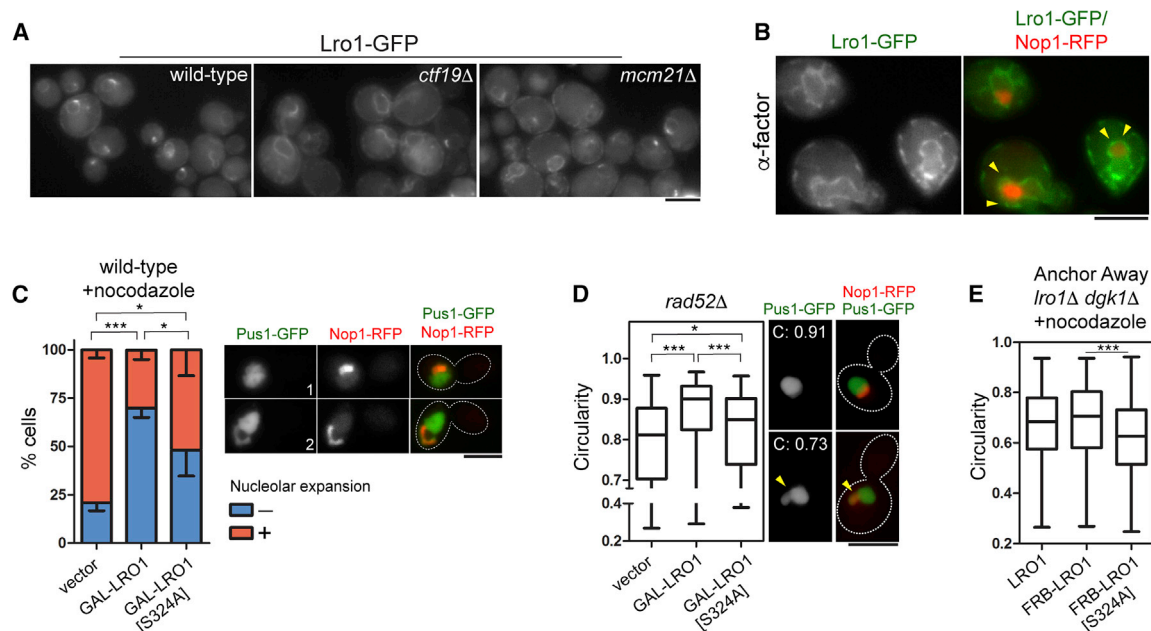 A
Lro1-GFP
wild-type
ctf19Δ
mcm21Δ
B
Lro1-GFP
Lro1-GFP/
Nop1-RFP
α-factor
C
wild-type
+nocodazole
*
***
*
100
75
50
25
0
% cells
vector
GAL-LRO1
GAL-LRO1
[S324A]
Nucleolar expansion
–
+
Pus1-GFP
Nop1-RFP
Pus1-GFP
Nop1-RFP
1
2
D
rad52Δ
*
***
***
1.0
0.9
0.8
0.7
0.4
0.2
Circularity
vector
GAL-LRO1
GAL-LRO1
[S324A]
Pus1-GFP
Nop1-RFP
Pus1-GFP
C: 0.91
C: 0.73
E
Anchor Away
lro1Δ dgk1Δ
+nocodazole
***
1.0
0.8
0.6
0.4
0.2
Circularity
LRO1
FRB-LRO1
FRB-LRO1
[S324A]